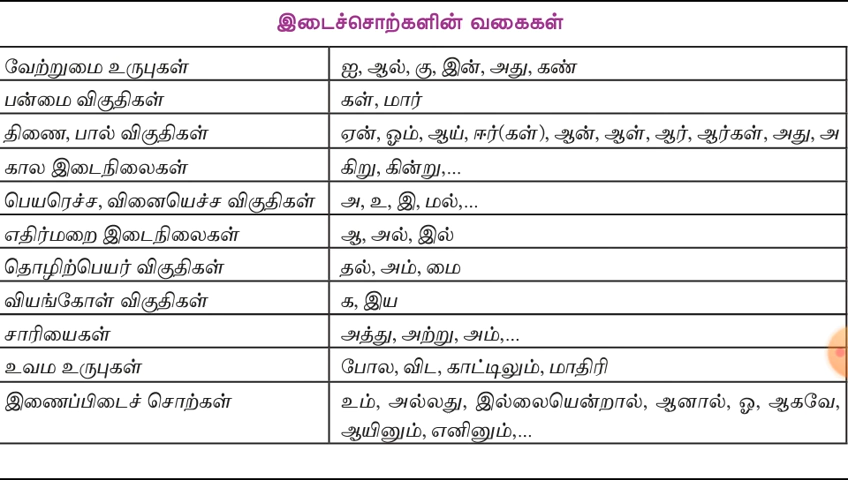 இடைச்சொற்களின் வகைகள்
வேற்றுமை உருபுகள் ஐ, ஆல், கு, இன், அது, கண்
பன்மை விகுதிகள் கள், மார்
திணை, பால் விகுதிகள் ஏன், ஓம், ஆய், ஈர்(கள்), ஆன், ஆள், ஆர், ஆர்கள், அது, அ
கால இடைநிலைகள் கிறு, கின்று,...
பெயரெச்ச, வினையெச்ச விகுதிகள் அ, உ, இ, மல்,...
எதிர்மறை இடைநிலைகள் ஆ, அல், இல்
தொழிற்பெயர் விகுதிகள் தல், அம், மை
வியங்கோள் விகுதிகள் க, இய
சாரியைகள் அத்து, அற்று, அம்,...
உவம உருபுகள் போல, விட, காட்டிலும், மாதிரி
இணைப்பிடைச் சொற்கள் உம், அல்லது, இல்லையென்றால், ஆனால், ஓ, ஆகவே,
ஆயினும், எனினும்,...